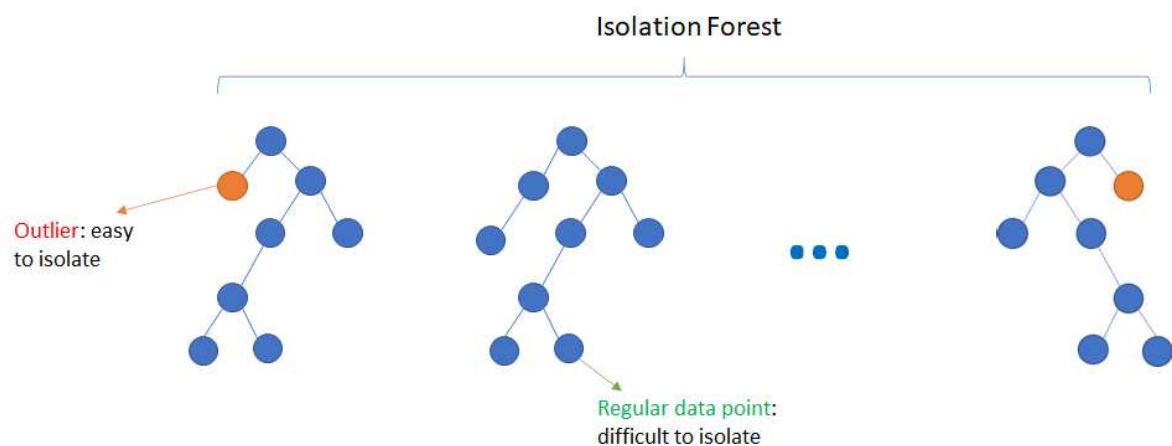 Isolation Forest
Outlier: easy
to isolate
Regular data point:
difficult to isolate